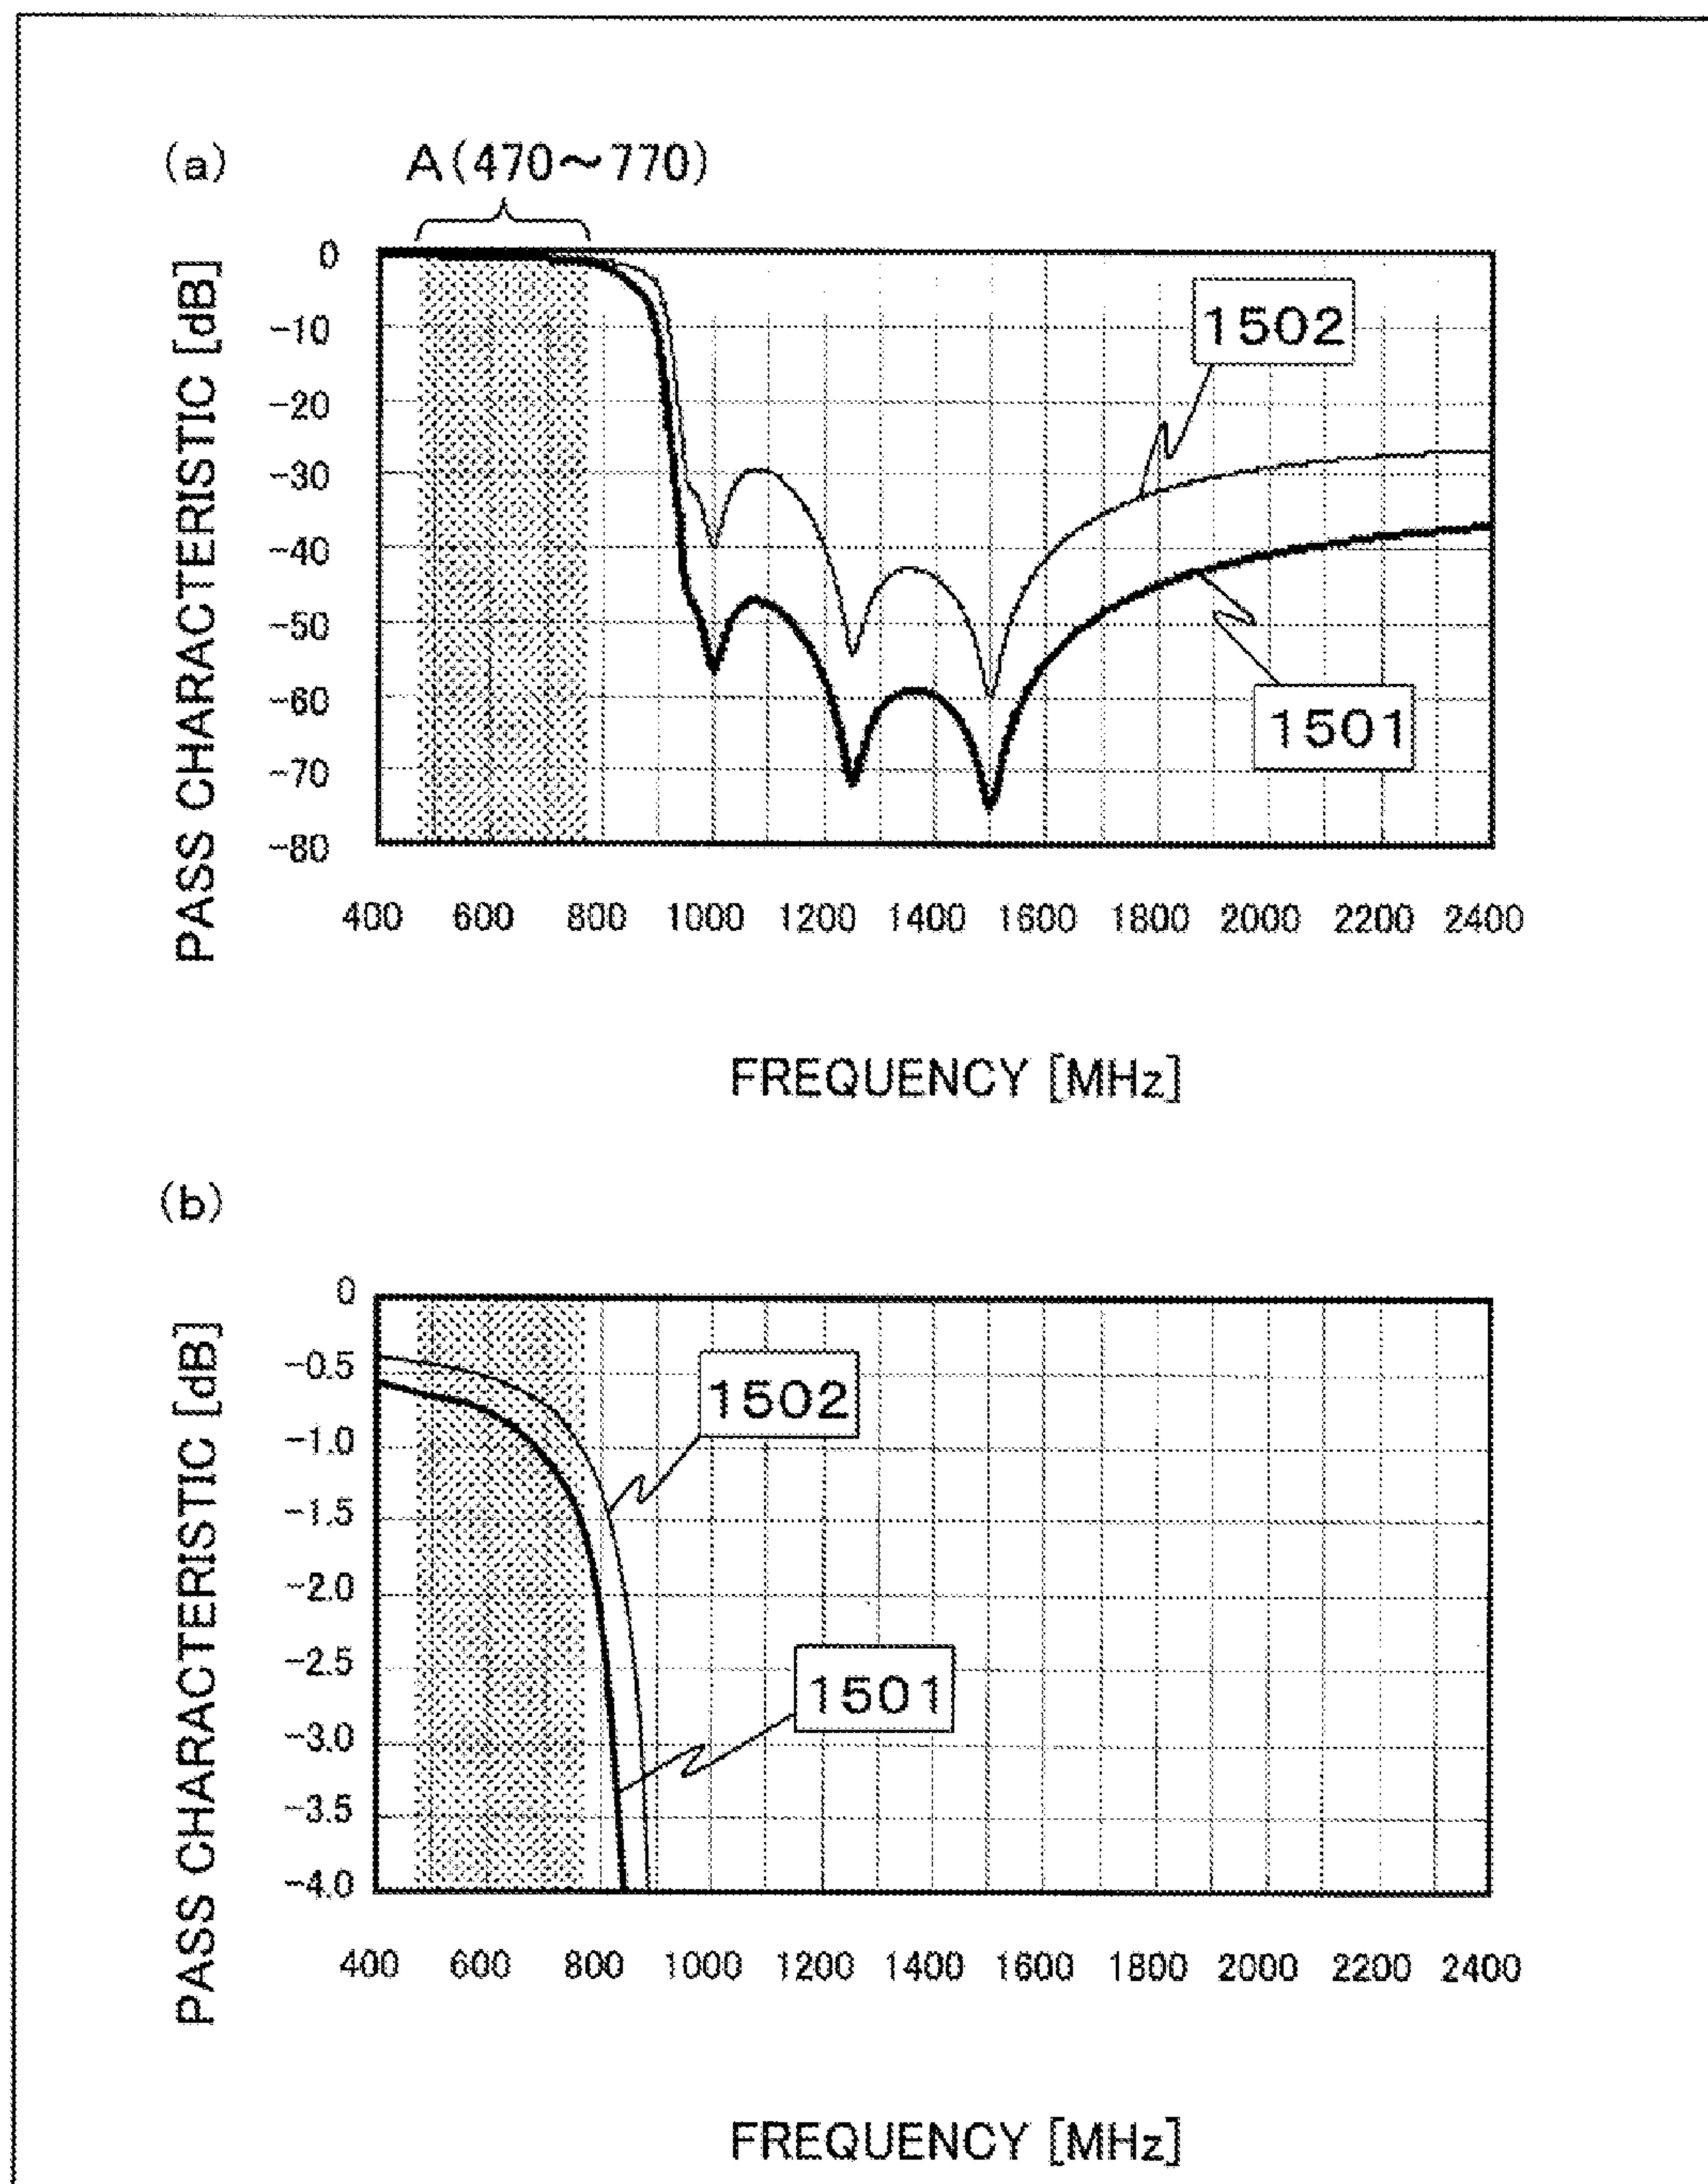 (a)
A(470～770)
PASS CHARACTERISTIC [dB]
0
-10
-20
-30
-40
-50
-60
-70
-80
1502
1501
400 600 800 1000 1200 1400 1600 1800 2000 2200 2400
FREQUENCY [MHz]
(b)
PASS CHARACTERISTIC [dB]
0
-0.5
-1.0
-1.5
-2.0
-2.5
-3.0
-3.5
-4.0
1502
1501
400 600 800 1000 1200 1400 1600 1800 2000 2200 2400
FREQUENCY [MHz]